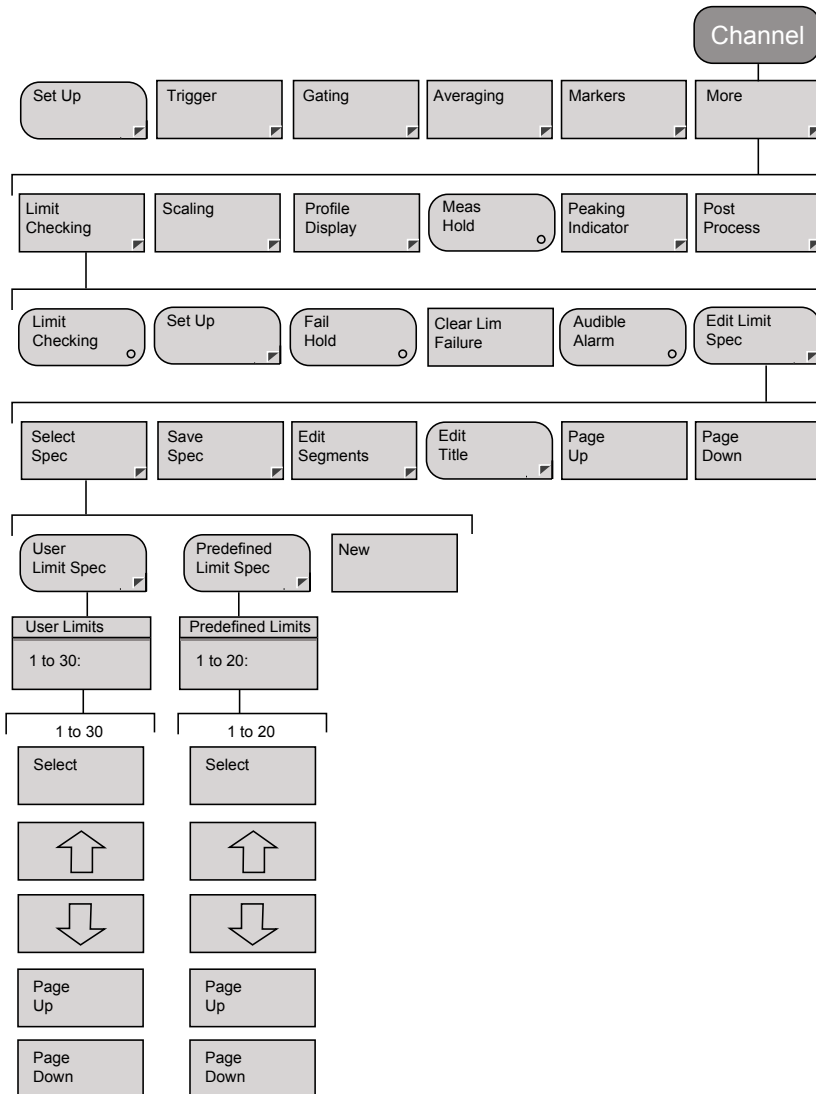 Channel
Set Up
Trigger
Gating
Averaging
Markers
More
Limit
Checking
Scaling
Profile
Display
Meas
Hold
Peaking
Indicator
Post
Process
Limit
Checking
Set Up
Fail
Hold
Clear Lim
Failure
Audible
Alarm
Edit Limit
Spec
Select
Spec
Save
Spec
Edit
Segments
Edit
Title
Page
Up
Page
Down
User
Limit Spec
Predefined
Limit Spec
New
User Limits
1 to 30:
Predefined Limits
1 to 20:
1 to 30
Select
Page
Up
Page
Down
1 to 20
Select
Page
Up
Page
Down